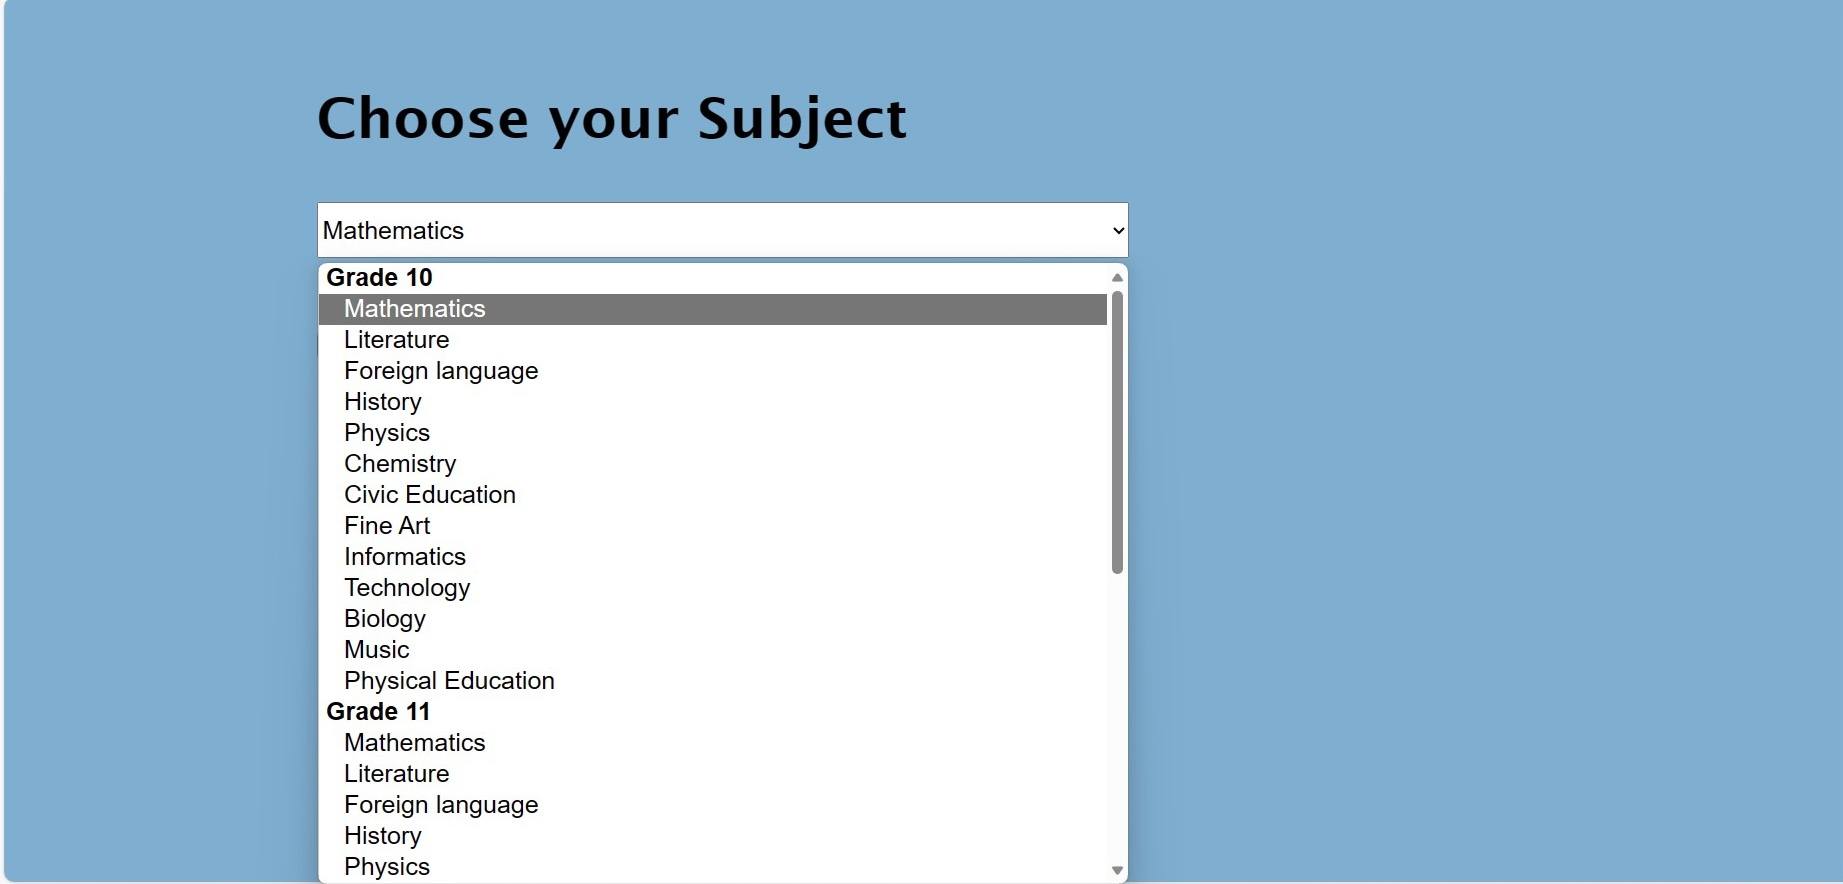 Choose your Subject
Mathematics
Grade 10
Mathematics
Literature
Foreign language
History
Physics
Chemistry
Civic Education
Fine Art
Informatics
Technology
Biology
Music
Physical Education
Grade 11
Mathematics
Literature
Foreign language
History
Physics